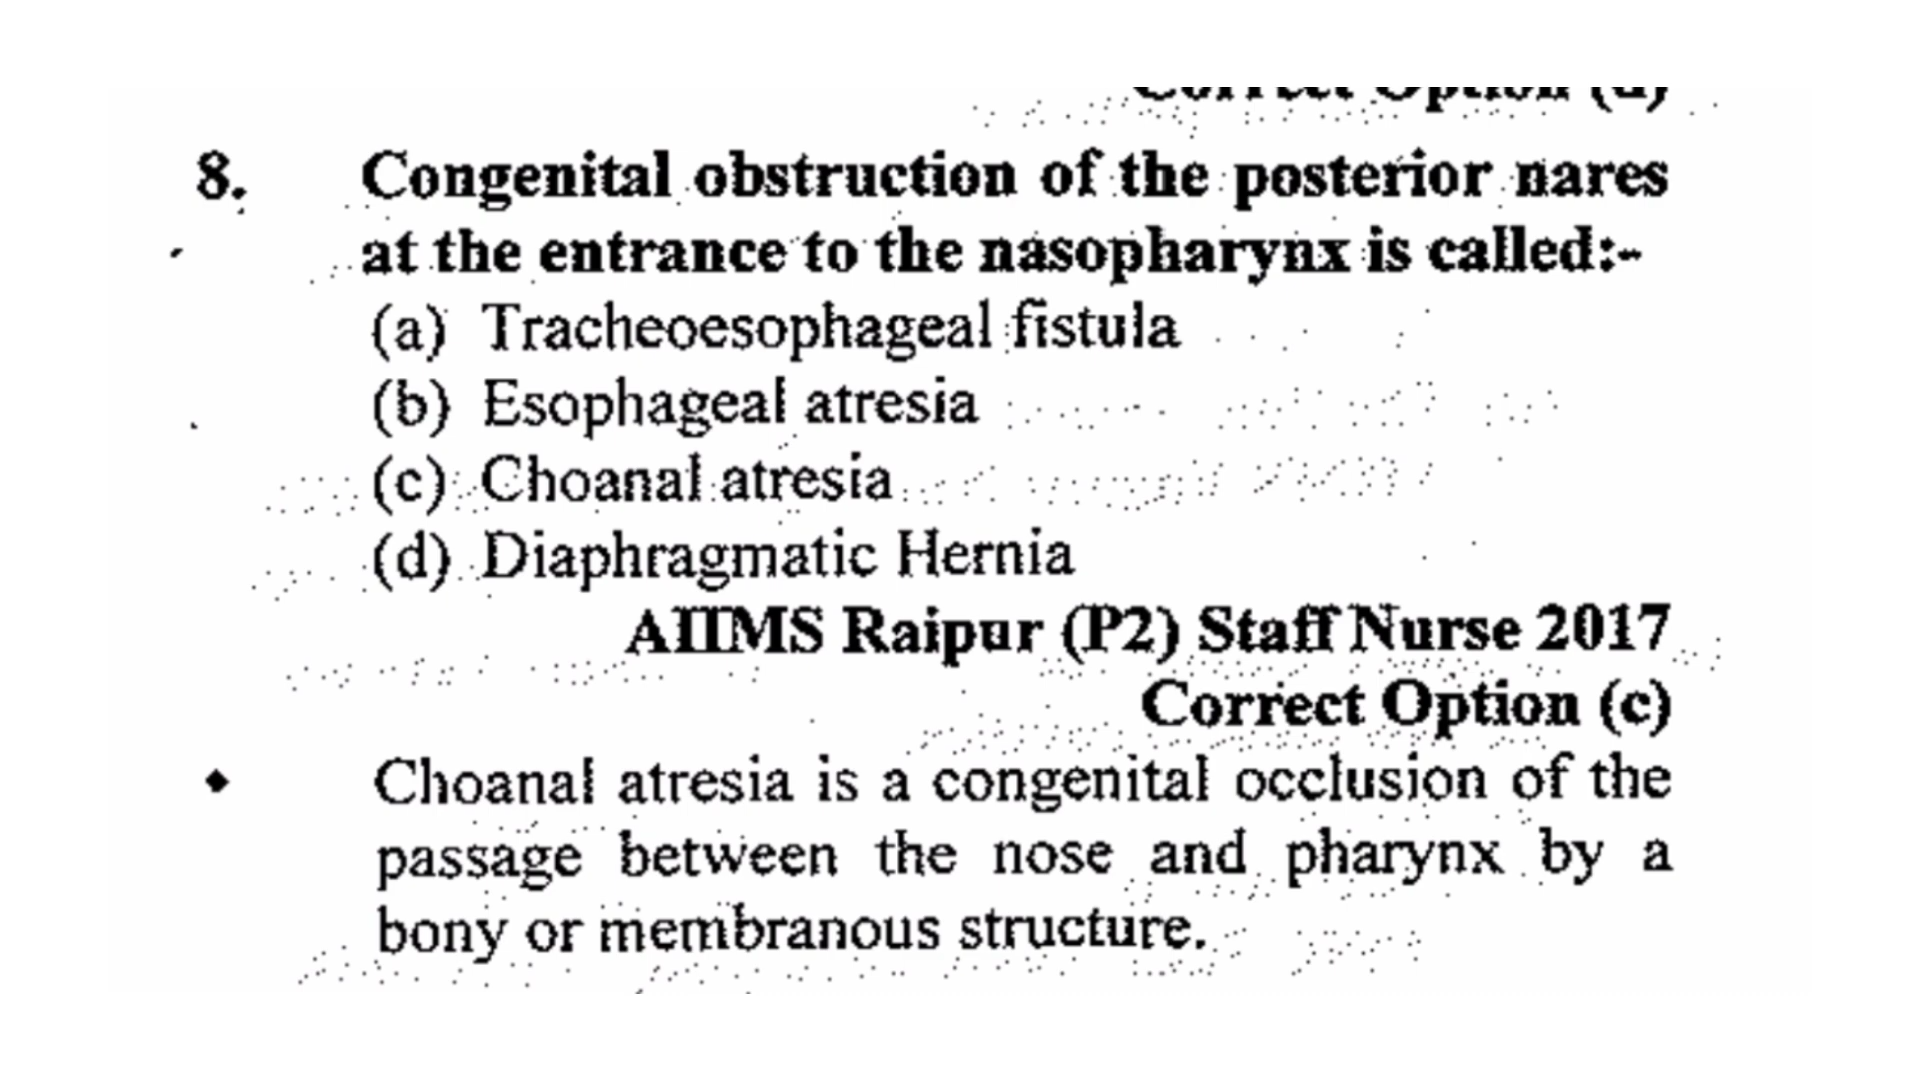 8. Congenital obstruction of the posterior nares
at the entrance to the nasopharynx is called:-
(a) Tracheoesophageal fistula
(b) Esophageal atresia
(c) Choanal atresia
(d) Diaphragmatic Hernia
AIIMS Raipur (P2) Staff Nurse 2017
Correct Option (c)
♦ Choanal atresia is a congenital occlusion of the
passage between the nose and pharynx by a
bony or membranous structure.